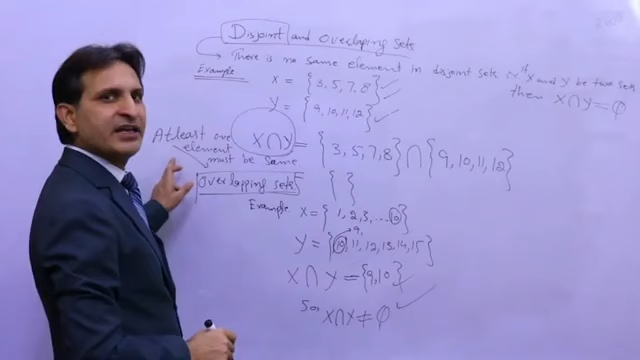 Disjoint and overlaping sets
There is no same element in disjoint sets if X and Y be two sets
then X∩Y=φ
Example
X = {3, 5, 7, 8}
Y = {9, 10, 11, 12}
X∩Y = {3, 5, 7, 8}∩{9, 10, 11, 12}
{ }
Atleast one
element
must be same
Overlapping sets
Example X = {1, 2, 3, ...10}
9,
Y = {10, 11, 12, 13, 14, 15}
X∩Y = {9, 10}
So, X∩Y ≠ φ